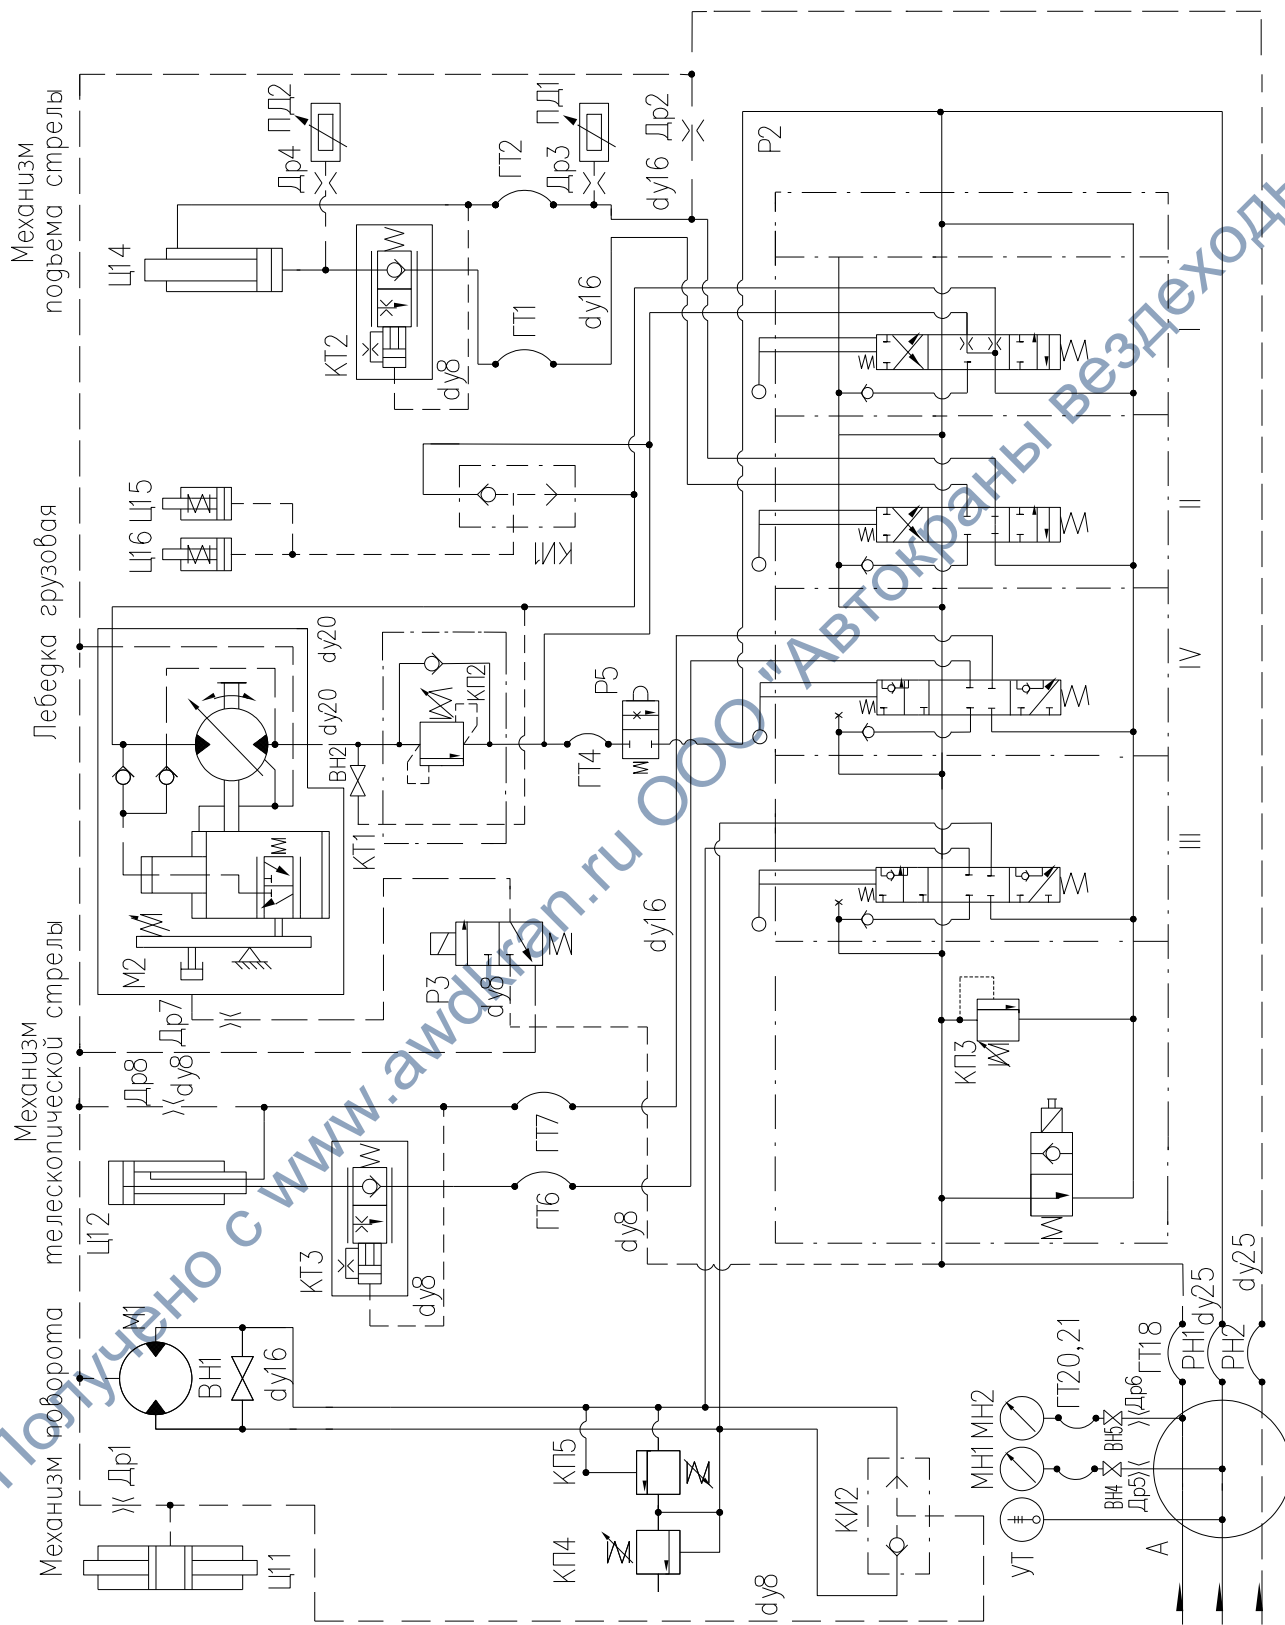 Механизм поворота
Механизм
телескопической стрелы
Лебедка грузовая
Механизм
подъема стрелы
Ц14
Др4
ПД2
ПД1
Др3
ГТ2
ГТ1
КТ2
dy8
dy16
dy16
Др2
Р2
Ц16
Ц15
КИ1
dy20
dy20
ВН2
КП2
КТ1
Р5
ГТ4
М2
Р3
dy8
dy16
Др7
Др8
dy8
Ц12
КТ3
dy8
ГТ7
ГТ6
dy8
М1
ВН1
dy16
Др1
Ц11
КП5
КП4
КИ2
dy8
КП3
I
II
IV
III
МН1
МН2
УТ
ГТ20,21
ВН4
ВН5
Др5
Др6
ГТ18
РН1
РН2
dy25
dy25
А
Получено с www.awdkran.ru ООО "Автокраны вездеходы